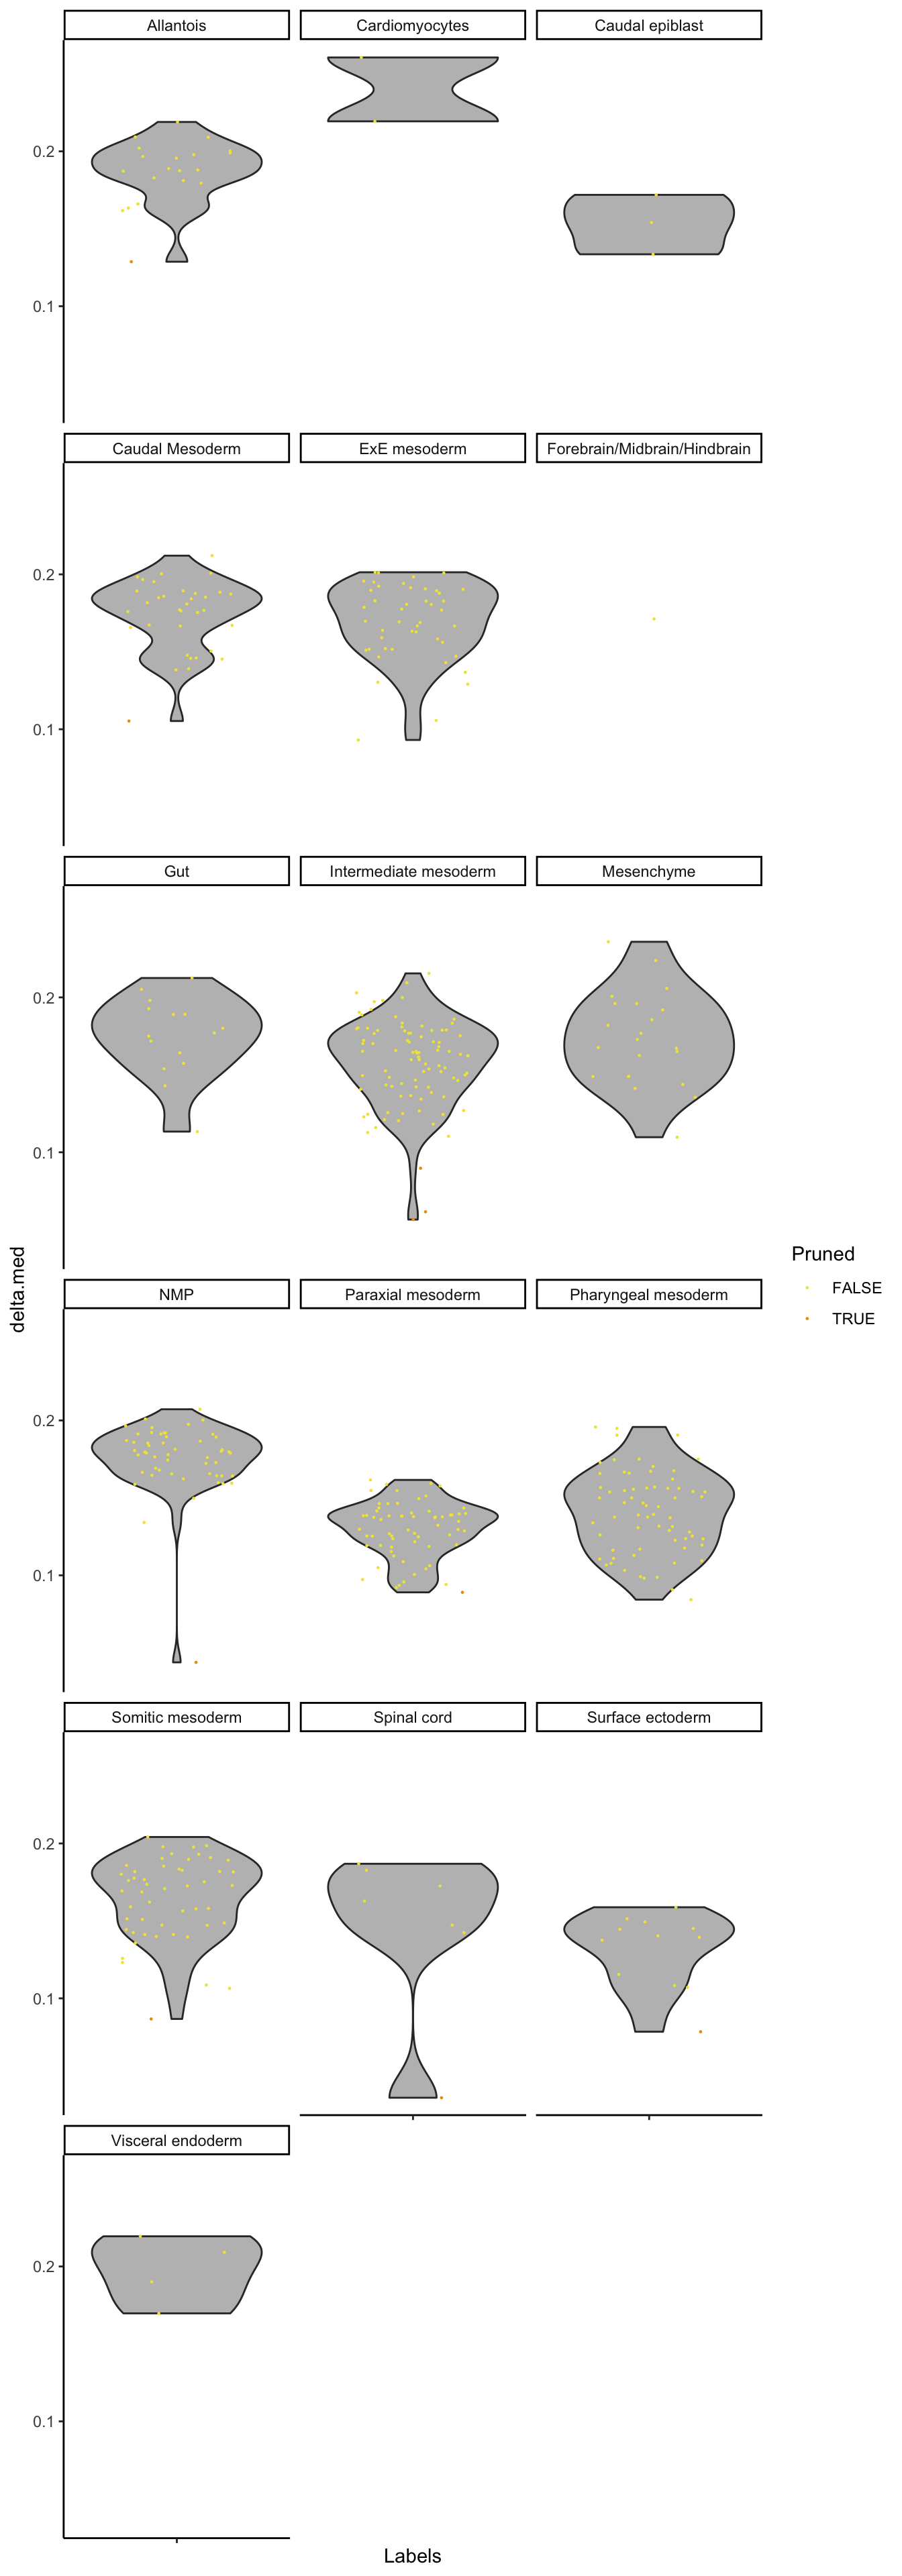 Allantois
Cardiomyocytes
Caudal epiblast
0.2
0.1
Caudal Mesoderm
ExE mesoderm
Forebrain/Midbrain/Hindbrain
0.2
0.1
Gut
Intermediate mesoderm
Mesenchyme
0.2
0.1
delta.med
NMP
Paraxial mesoderm
Pharyngeal mesoderm
0.2
0.1
Somitic mesoderm
Spinal cord
Surface ectoderm
0.2
0.1
Visceral endoderm
0.2
0.1
Labels
Pruned
FALSE
TRUE